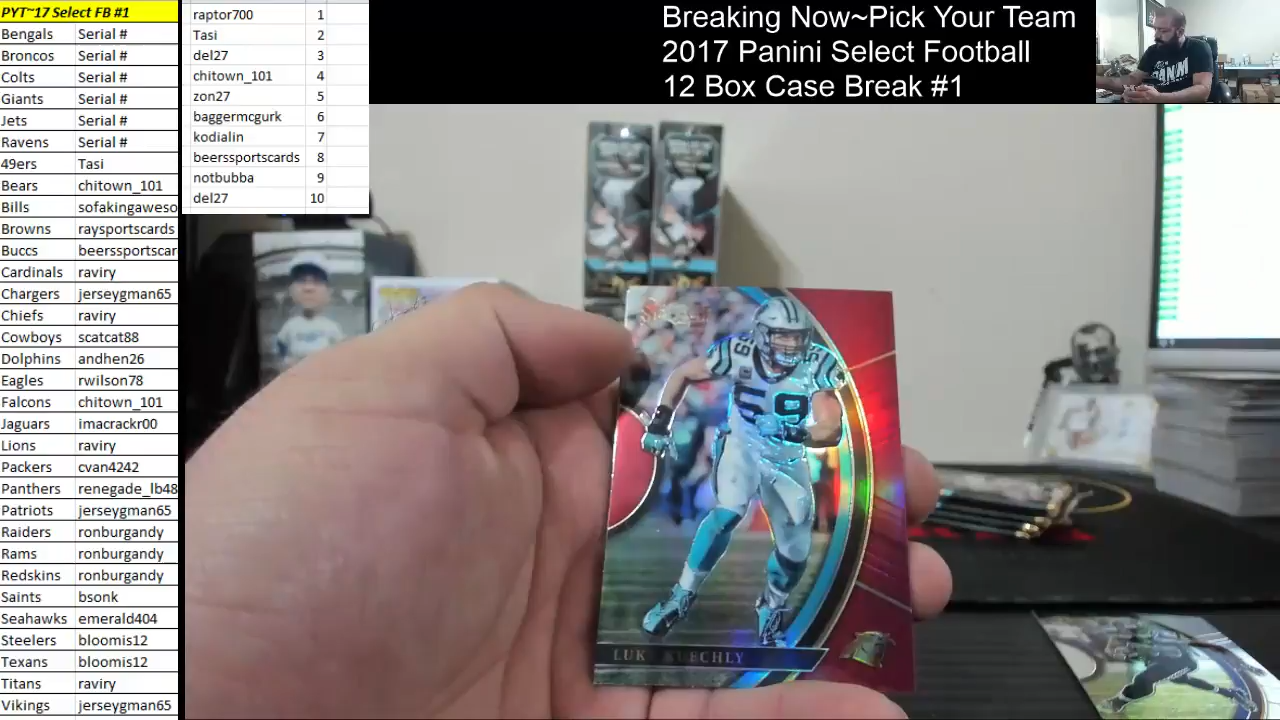 PYT~17 Select FB #1
Bengals Serial #
Broncos Serial #
Colts Serial #
Giants Serial #
Jets Serial #
Ravens Serial #
49ers Tasi
Bears chitown_101
Bills sofakingaweso
Browns raysportscards
Buccs beerssportscar
Cardinals raviry
Chargers jerseygman65
Chiefs raviry
Cowboys scatcat88
Dolphins andhen26
Eagles rwilson78
Falcons chitown_101
Jaguars imacrackr00
Lions raviry
Packers cvan4242
Panthers renegade_lb48
Patriots jerseygman65
Raiders ronburgandy
Rams ronburgandy
Redskins ronburgandy
Saints bsonk
Seahawks emerald404
Steelers bloomis12
Texans bloomis12
Titans raviry
Vikings jerseygman65
raptor700 1
Tasi 2
del27 3
chitown_101 4
zon27 5
baggermcgurk 6
kodialin 7
beerssportscards 8
notbubba 9
del27 10
Breaking Now~Pick Your Team
2017 Panini Select Football
12 Box Case Break #1
59
LUK KUECHLY